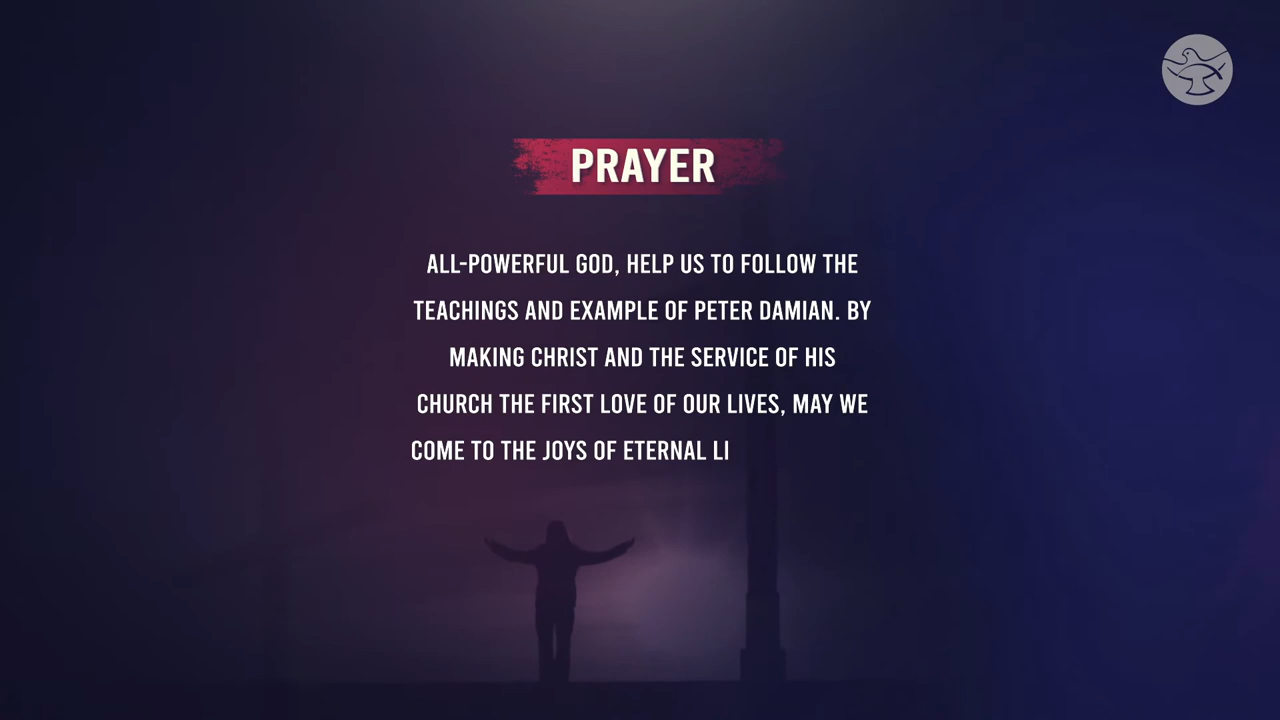 PRAYER
ALL-POWERFUL GOD, HELP US TO FOLLOW THE
TEACHINGS AND EXAMPLE OF PETER DAMIAN. BY
MAKING CHRIST AND THE SERVICE OF HIS
CHURCH THE FIRST LOVE OF OUR LIVES, MAY WE
COME TO THE JOYS OF ETERNAL LI